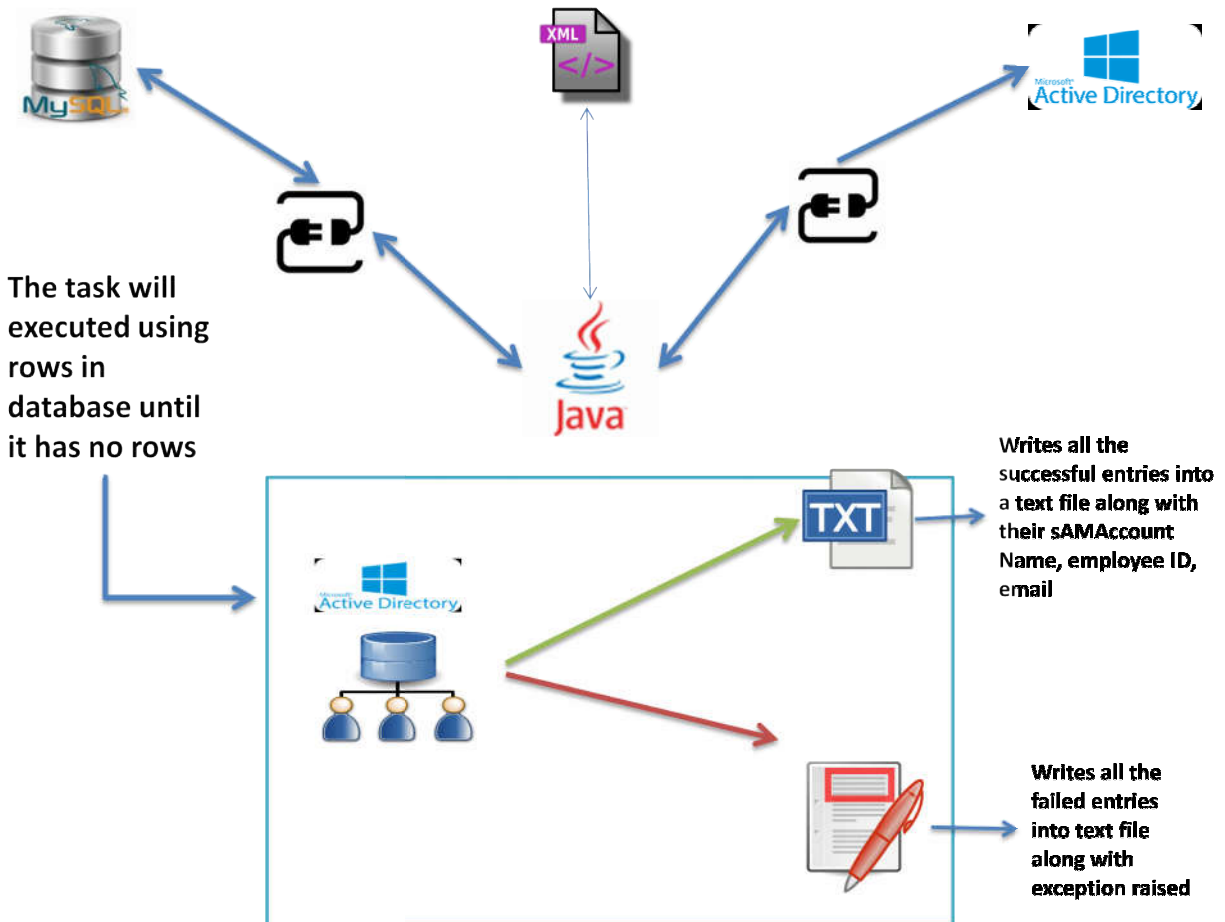 MySQL
XML
</>
Microsoft
Active Directory
The task will
executed using
rows in
database until
it has no rows
Java
Writes all the
successful entries into
a text file along with
their sAMAccount
Name, employee ID,
email
TXT
Microsoft
Active Directory
Writes all the
failed entries
into text file
along with
exception raised